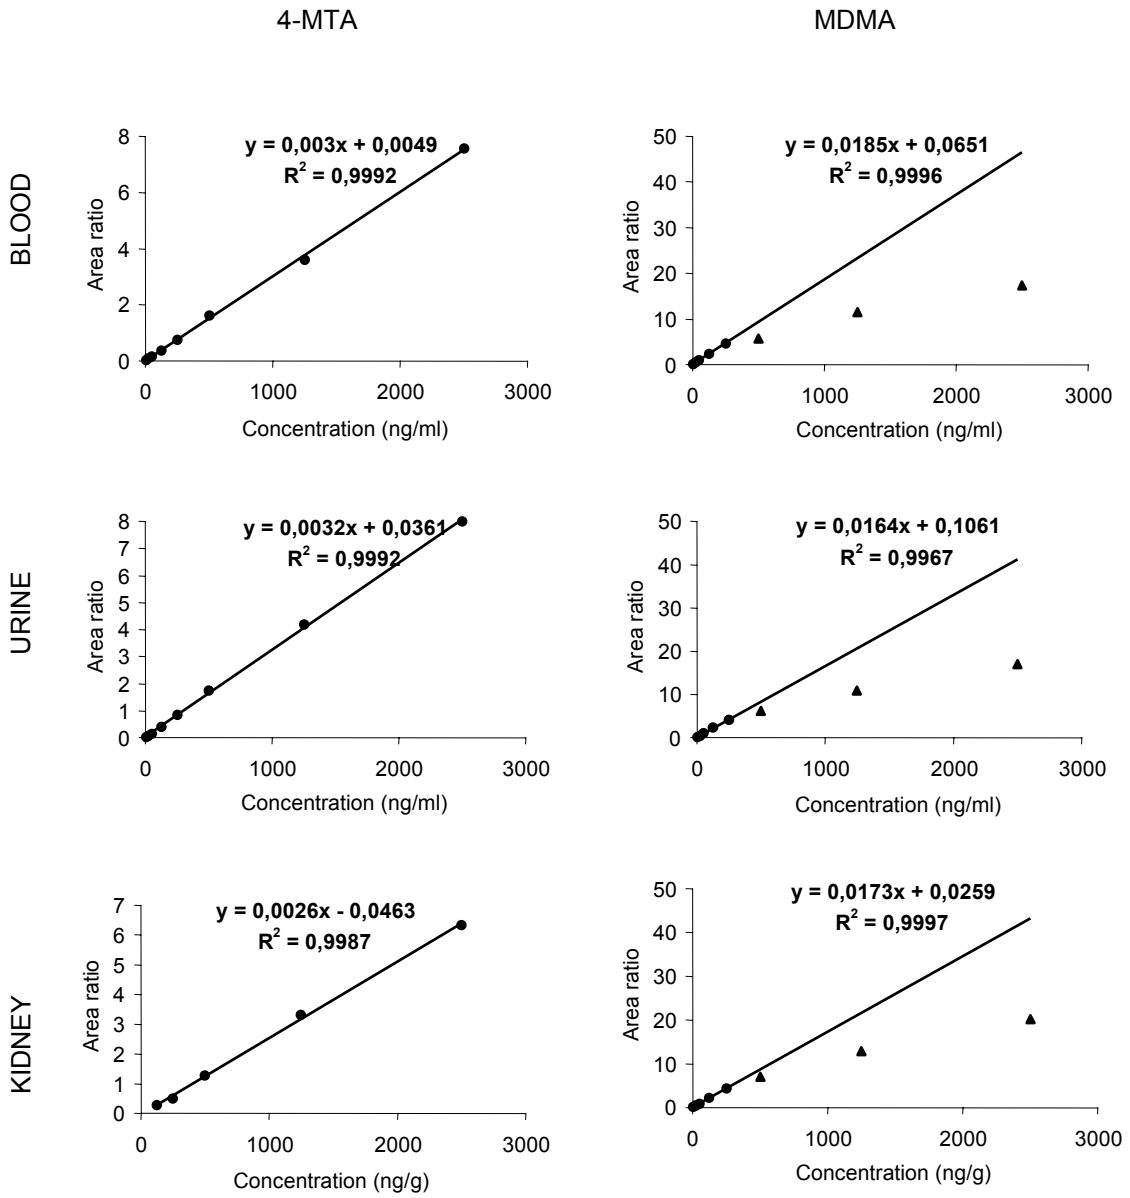 4-MTA
MDMA
BLOOD
y = 0,003x + 0,0049
R² = 0,9992
8
6
4
2
0
Area ratio
0 1000 2000 3000
Concentration (ng/ml)
y = 0,0185x + 0,0651
R² = 0,9996
50
40
30
20
10
0
Area ratio
0 1000 2000 3000
Concentration (ng/ml)
URINE
y = 0,0032x + 0,0361
R² = 0,9992
8
7
6
5
4
3
2
1
0
Area ratio
0 1000 2000 3000
Concentration (ng/ml)
y = 0,0164x + 0,1061
R² = 0,9967
50
40
30
20
10
0
Area ratio
0 1000 2000 3000
Concentration (ng/ml)
KIDNEY
y = 0,0026x - 0,0463
R² = 0,9987
7
6
5
4
3
2
1
0
Area ratio
0 1000 2000 3000
Concentration (ng/g)
y = 0,0173x + 0,0259
R² = 0,9997
50
40
30
20
10
0
Area ratio
0 1000 2000 3000
Concentration (ng/g)